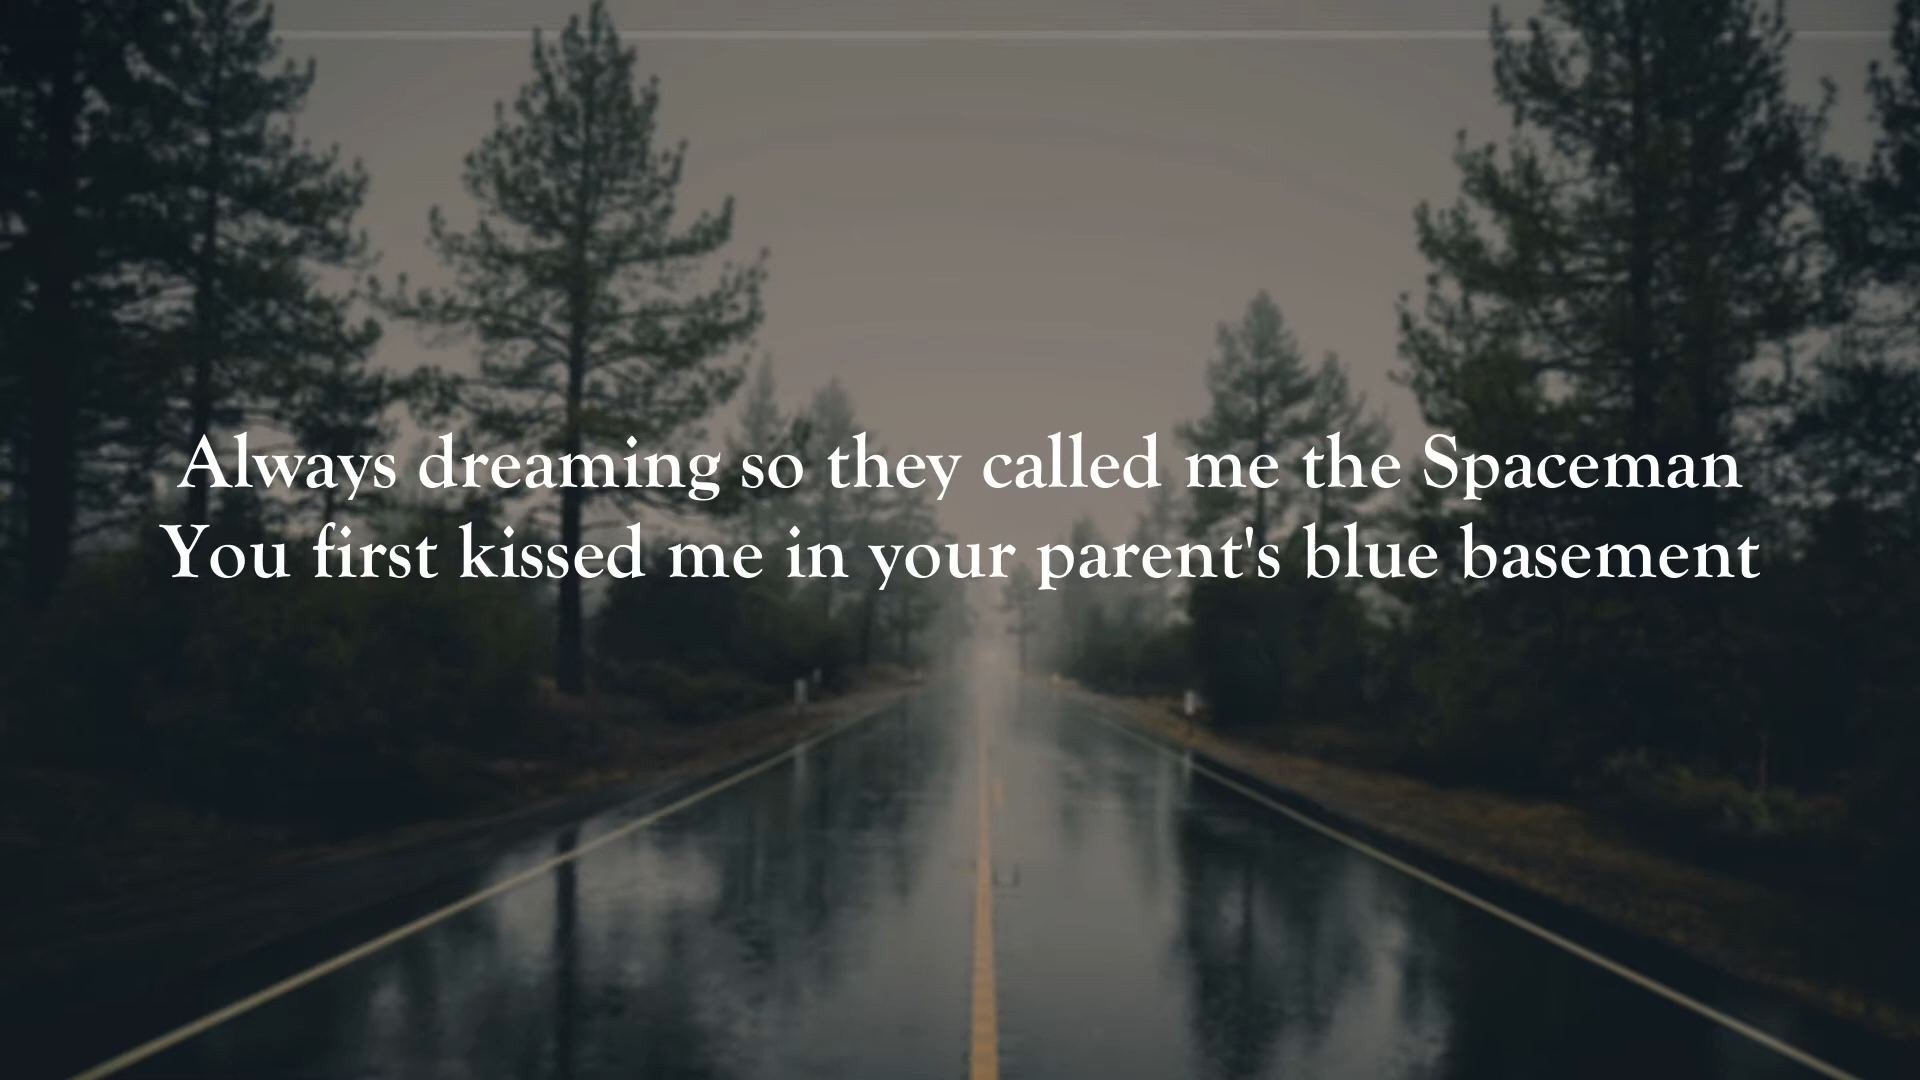 Always dreaming so they called me the Spaceman
You first kissed me in your parent's blue basement